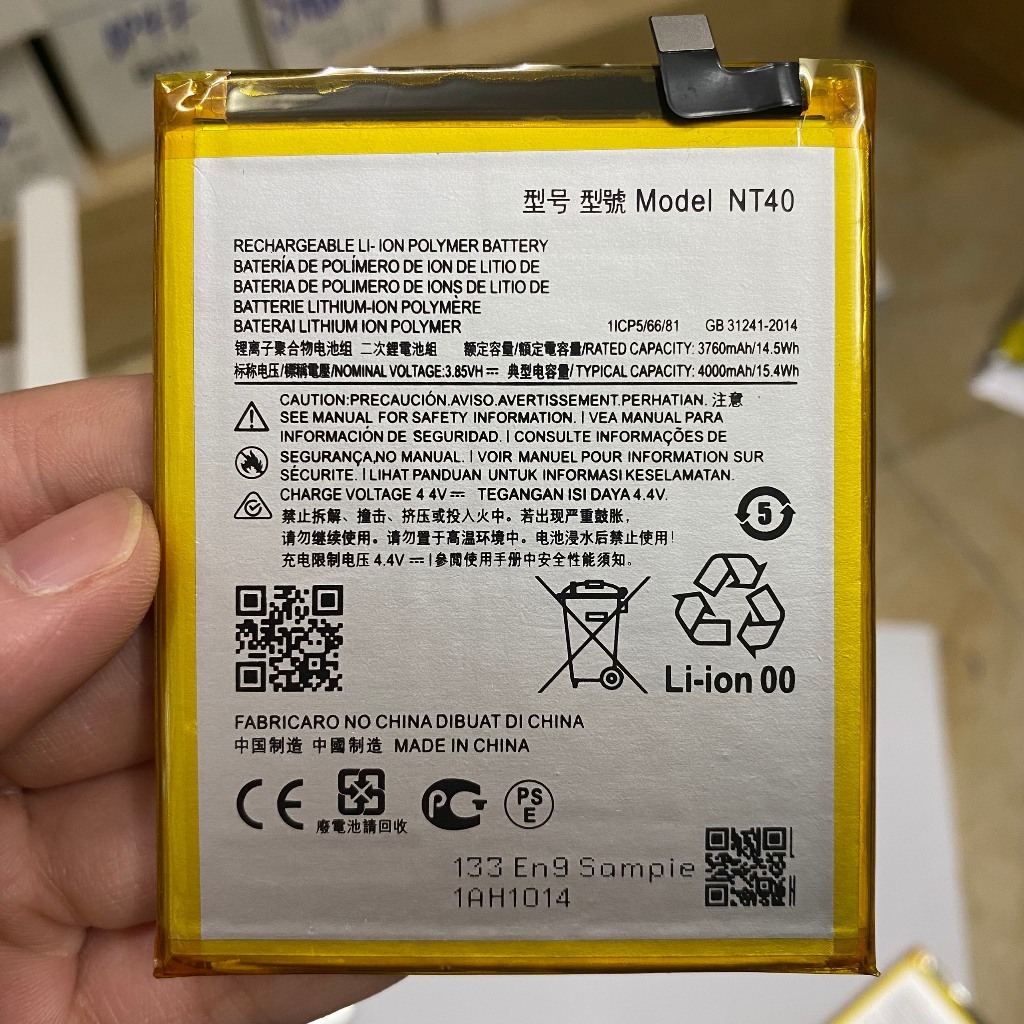 型号 型號 Model NT40
RECHARGEABLE LI- ION POLYMER BATTERY
BATERÍA DE POLÍMERO DE ION DE LITIO DE
BATERIA DE POLIMERO DE IONS DE LITIO DE
BATTERIE LITHIUM-ION POLYMÈRE
BATERAI LITHIUM ION POLYMER 1ICP5/66/81 GB 31241-2014
锂离子聚合物电池组 二次鋰電池組 额定容量/額定電容量/RATED CAPACITY: 3760mAh/14.5Wh
标称电压/標稱電壓/NOMINAL VOLTAGE:3.85VH⎓ 典型电容量/TYPICAL CAPACITY: 4000mAh/15.4Wh
CAUTION:PRECAUCIÓN.AVISO.AVERTISSEMENT.PERHATIAN. 注意
SEE MANUAL FOR SAFETY INFORMATION. I VEA MANUAL PARA
INFORMACIÓN DE SEGURIDAD. I CONSULTE INFORMAÇÕES DE
SEGURANÇA,NO MANUAL. I VOIR MANUEL POUR INFORMATION SUR
SÉCURITE. I LIHAT PANDUAN UNTUK INFORMASI KESELAMATAN.
CHARGE VOLTAGE 4 4V⎓ TEGANGAN ISI DAYA 4.4V.
禁止拆解、撞击、挤压或投入火中。若出现严重鼓胀，
请勿继续使用。请勿置于高温环境中。电池浸水后禁止使用！
充电限制电压 4.4V⎓ I 參閱使用手册中安全性能須知。
5
Li-ion 00
FABRICARO NO CHINA DIBUAT DI CHINA
中国制造 中國制造 MADE IN CHINA
CE
PS
E
廢電池請回收
133 En9 Sampie
1AH1014